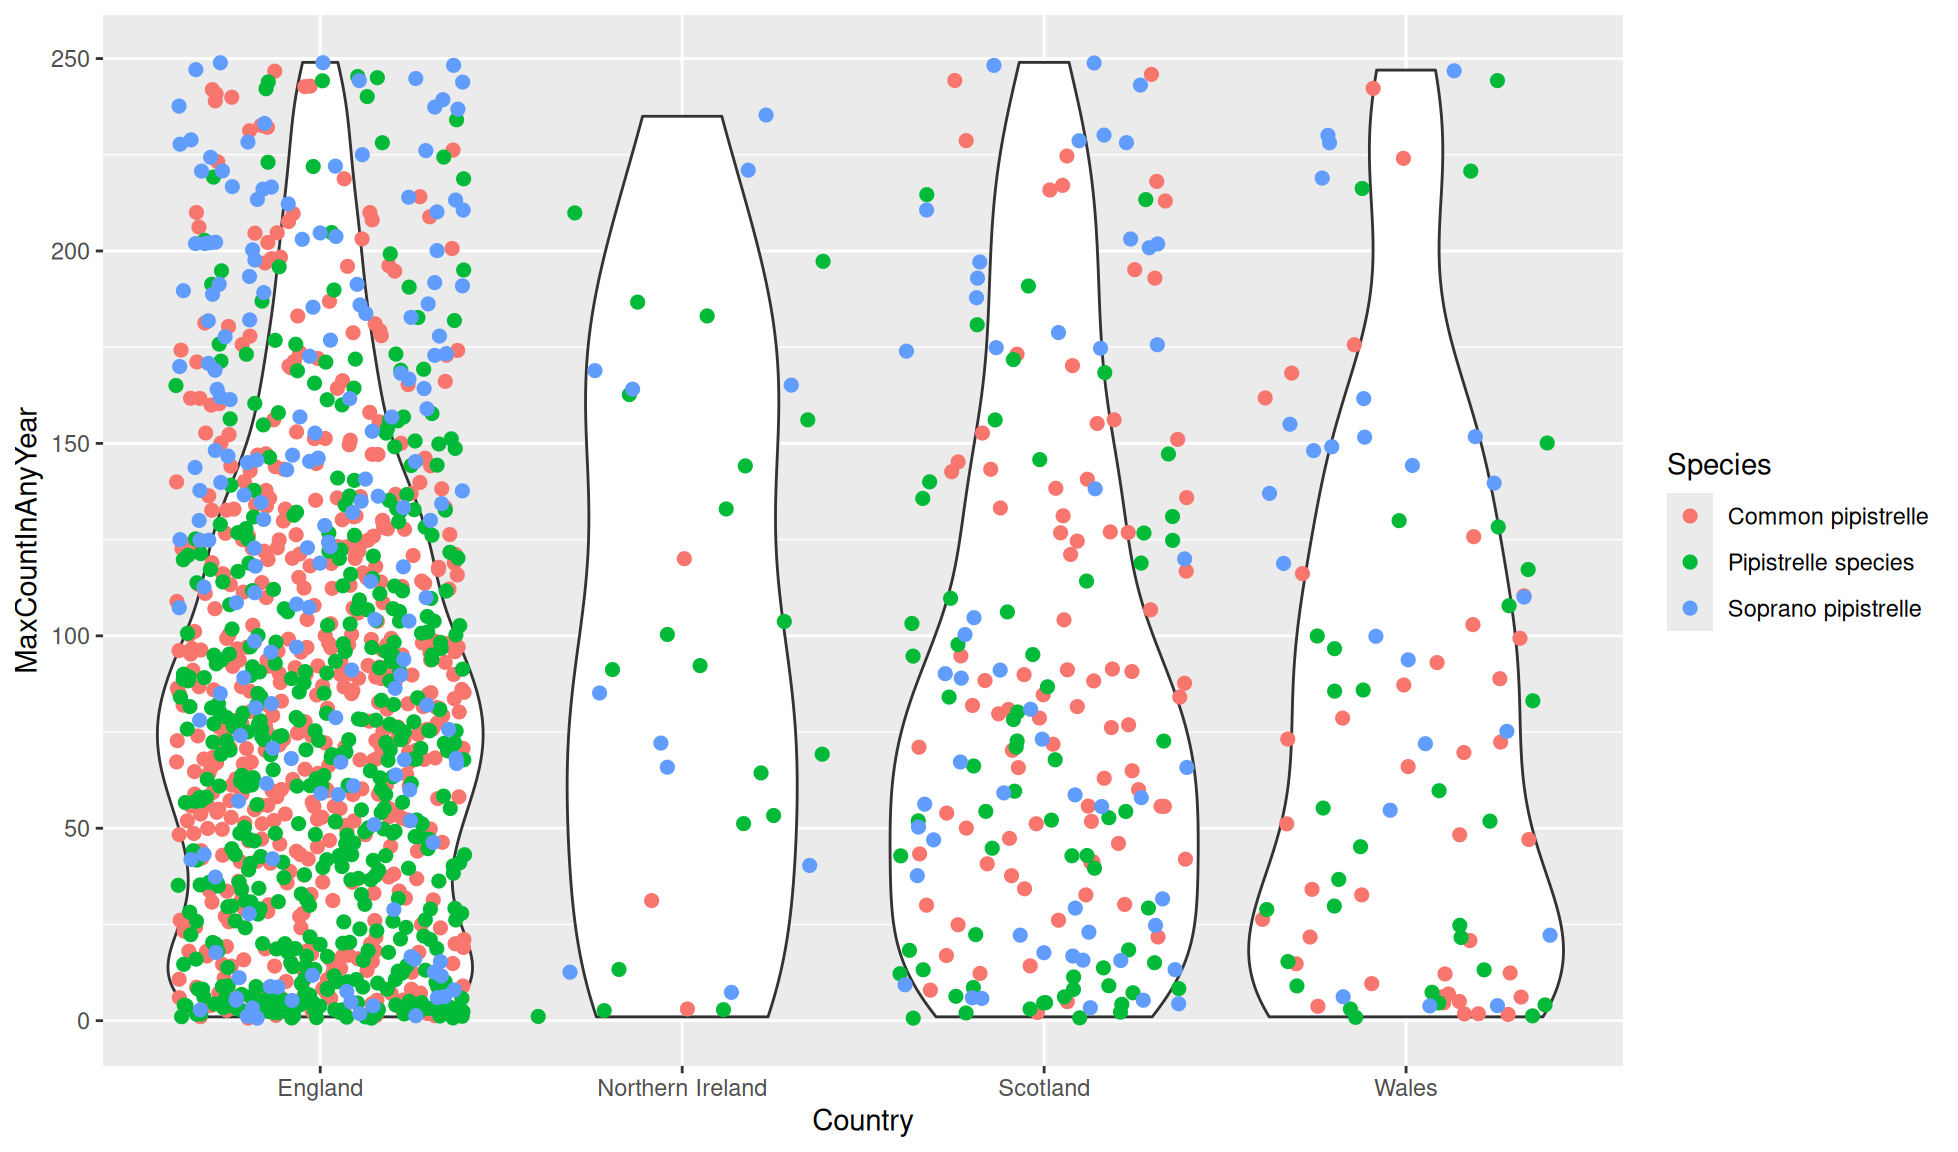 250
200
150
100
50
0
MaxCountInAnyYear
England
Northern Ireland
Scotland
Wales
Country
Species
Common pipistrelle
Pipistrelle species
Soprano pipistrelle